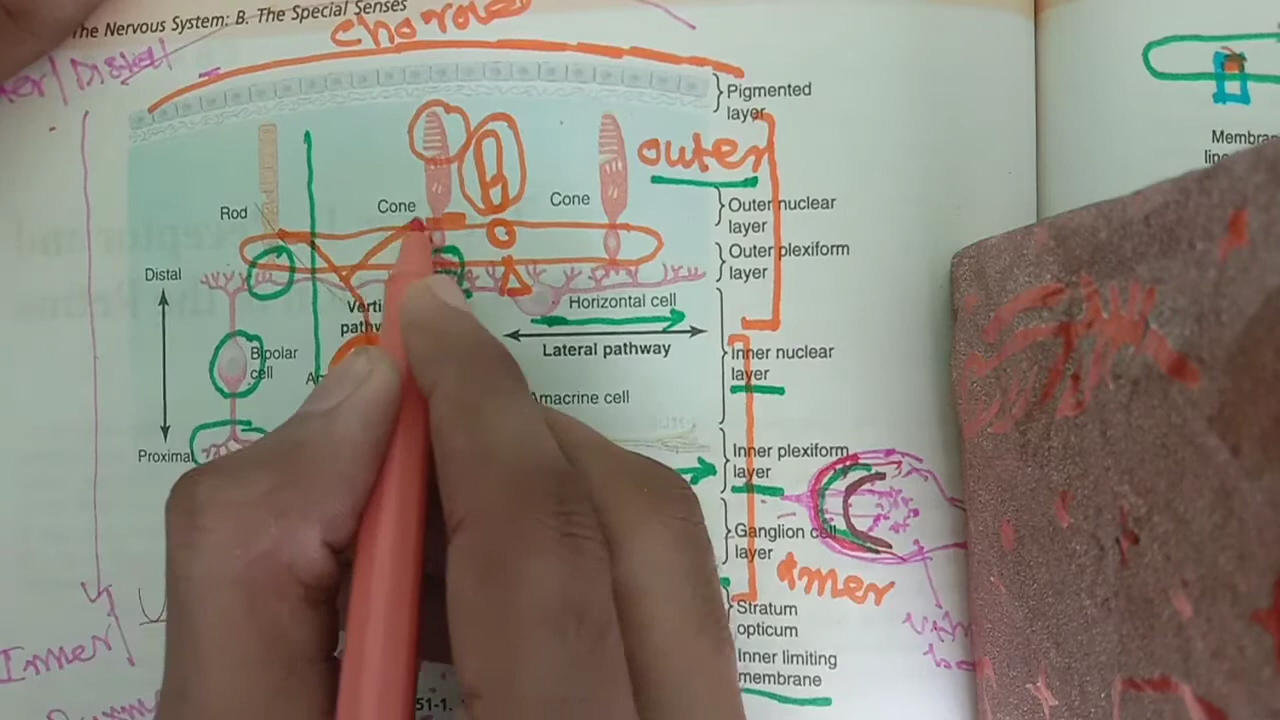 The Nervous System: B. The Special Senses
Pigmented
layer
outer
Rod
Cone
Cone
Outer nuclear
layer
Outer plexiform
layer
Distal
Horizontal cell
Lateral pathway
Bipolar
cell
Inner nuclear
layer
Amacrine cell
Proximal
Inner plexiform
layer
Ganglion cell
layer
Stratum
opticum
Inner limiting
membrane
Inner
51-1.